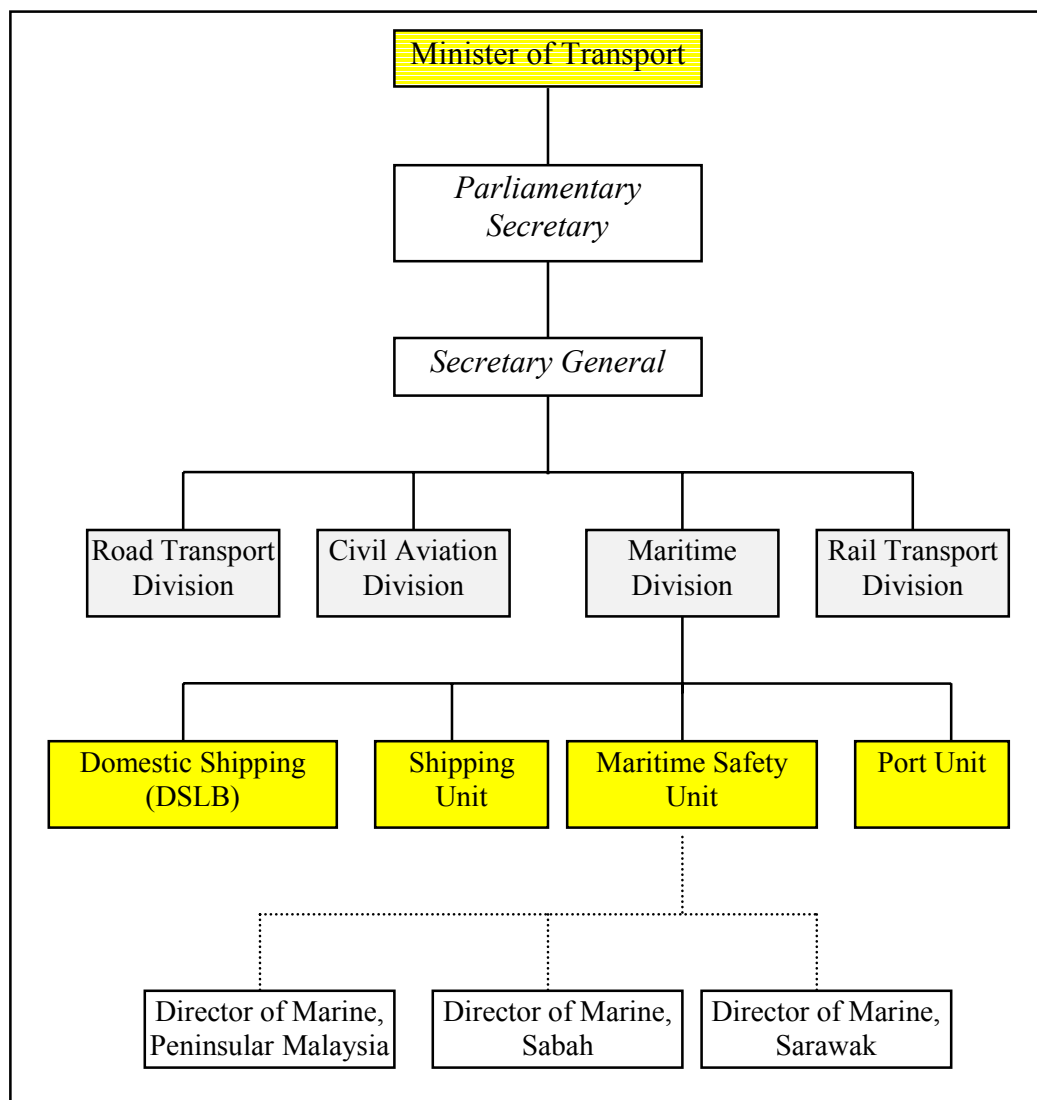 Minister of Transport
Parliamentary
Secretary
Secretary General
Road Transport
Division
Civil Aviation
Division
Maritime
Division
Rail Transport
Division
Domestic Shipping
(DSLB)
Shipping
Unit
Maritime Safety
Unit
Port Unit
Director of Marine,
Peninsular Malaysia
Director of Marine,
Sabah
Director of Marine,
Sarawak